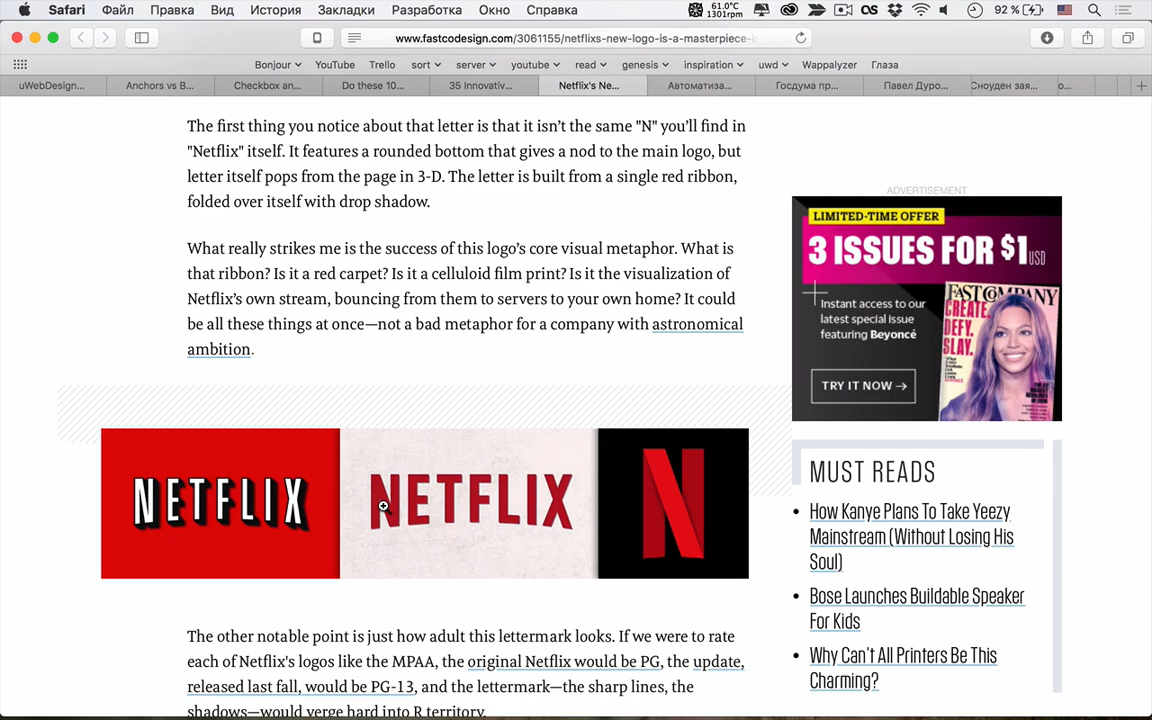 Safari Файл Правка Вид История Закладки Разработка Окно Справка 61.0°C 1301rpm 92 %
www.fastcodesign.com/3061155/netflixs-new-logo-is-a-masterpiece-i
Bonjour YouTube Trello sort server youtube read genesis inspiration uwd Wappalyzer Глаза
uWebDesign... Anchors vs B... Checkbox an... Do these 10... 35 Innovativ... Netflix's Ne... Автоматиза... Госдума пр... Павел Дуро... Сноуден зая... о...
The first thing you notice about that letter is that it isn't the same "N" you'll find in
"Netflix" itself. It features a rounded bottom that gives a nod to the main logo, but
letter itself pops from the page in 3-D. The letter is built from a single red ribbon,
folded over itself with drop shadow.
What really strikes me is the success of this logo's core visual metaphor. What is
that ribbon? Is it a red carpet? Is it a celluloid film print? Is it the visualization of
Netflix's own stream, bouncing from them to servers to your own home? It could
be all these things at once—not a bad metaphor for a company with astronomical
ambition.
NETFLIX NETFLIX N
The other notable point is just how adult this lettermark looks. If we were to rate
each of Netflix's logos like the MPAA, the original Netflix would be PG, the update,
released last fall, would be PG-13, and the lettermark—the sharp lines, the
shadows—would verge hard into R territory.
ADVERTISEMENT
LIMITED-TIME OFFER
3 ISSUES FOR $1 USD
Instant access to our
latest special issue
featuring Beyoncé
TRY IT NOW →
FAST COMPANY
CREATE.
DEFY.
SLAY.
MUST READS
• How Kanye Plans To Take Yeezy
Mainstream (Without Losing His
Soul)
• Bose Launches Buildable Speaker
For Kids
• Why Can't All Printers Be This
Charming?